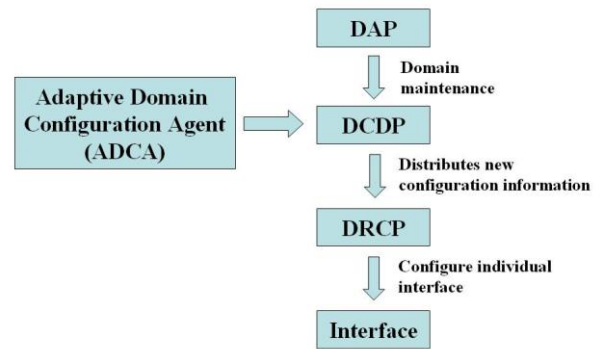 DAP
Domain
maintenance
Adaptive Domain
Configuration Agent
(ADCA)
DCDP
Distributes new
configuration information
DRCP
Configure individual
interface
Interface